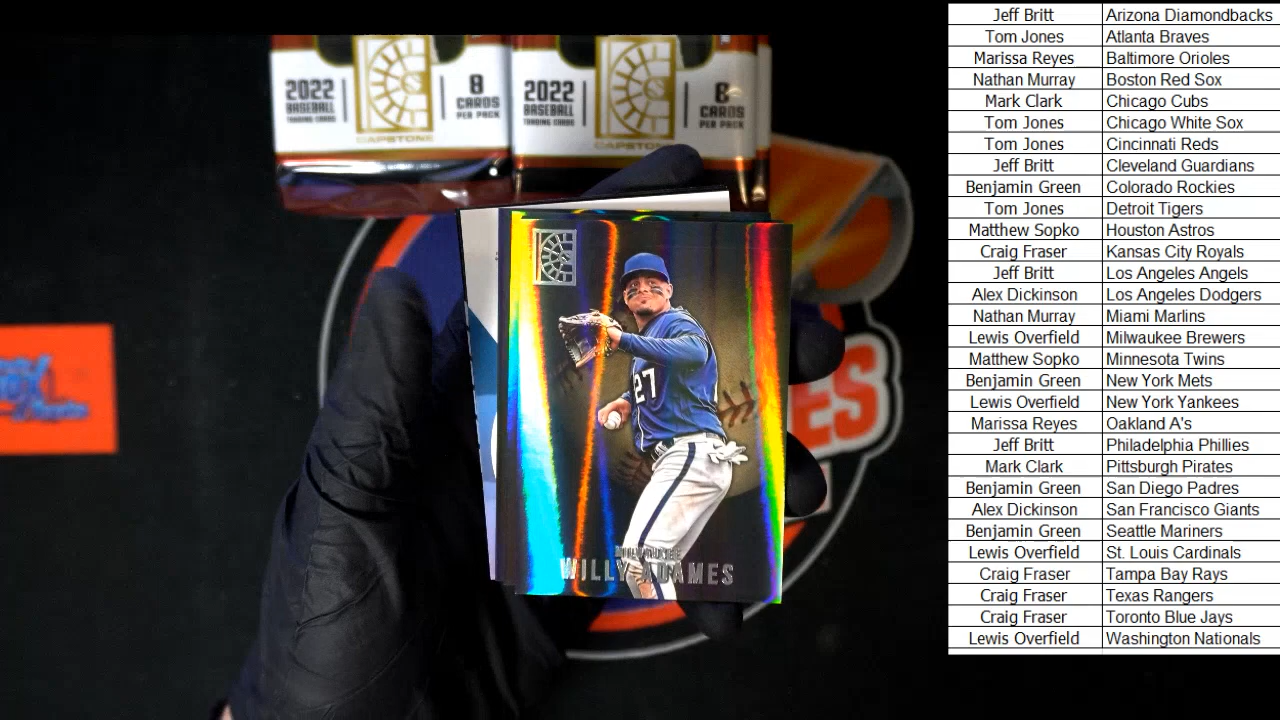 2022
BASEBALL
TRADING CARDS
8
CARDS
PER PACK
CAPSTONE
2022
BASEBALL
TRADING CARDS
8
CARDS
PER PACK
CAPSTONE
27
MILWAUKEE
WILLY ADAMES
Jeff Britt Arizona Diamondbacks
Tom Jones Atlanta Braves
Marissa Reyes Baltimore Orioles
Nathan Murray Boston Red Sox
Mark Clark Chicago Cubs
Tom Jones Chicago White Sox
Tom Jones Cincinnati Reds
Jeff Britt Cleveland Guardians
Benjamin Green Colorado Rockies
Tom Jones Detroit Tigers
Matthew Sopko Houston Astros
Craig Fraser Kansas City Royals
Jeff Britt Los Angeles Angels
Alex Dickinson Los Angeles Dodgers
Nathan Murray Miami Marlins
Lewis Overfield Milwaukee Brewers
Matthew Sopko Minnesota Twins
Benjamin Green New York Mets
Lewis Overfield New York Yankees
Marissa Reyes Oakland A's
Jeff Britt Philadelphia Phillies
Mark Clark Pittsburgh Pirates
Benjamin Green San Diego Padres
Alex Dickinson San Francisco Giants
Benjamin Green Seattle Mariners
Lewis Overfield St. Louis Cardinals
Craig Fraser Tampa Bay Rays
Craig Fraser Texas Rangers
Craig Fraser Toronto Blue Jays
Lewis Overfield Washington Nationals